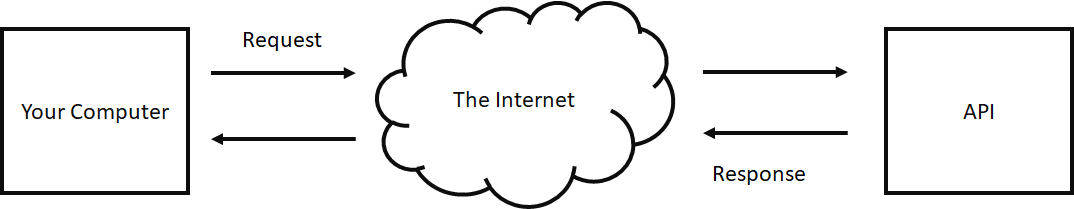 Request
Your Computer
The Internet
API
Response